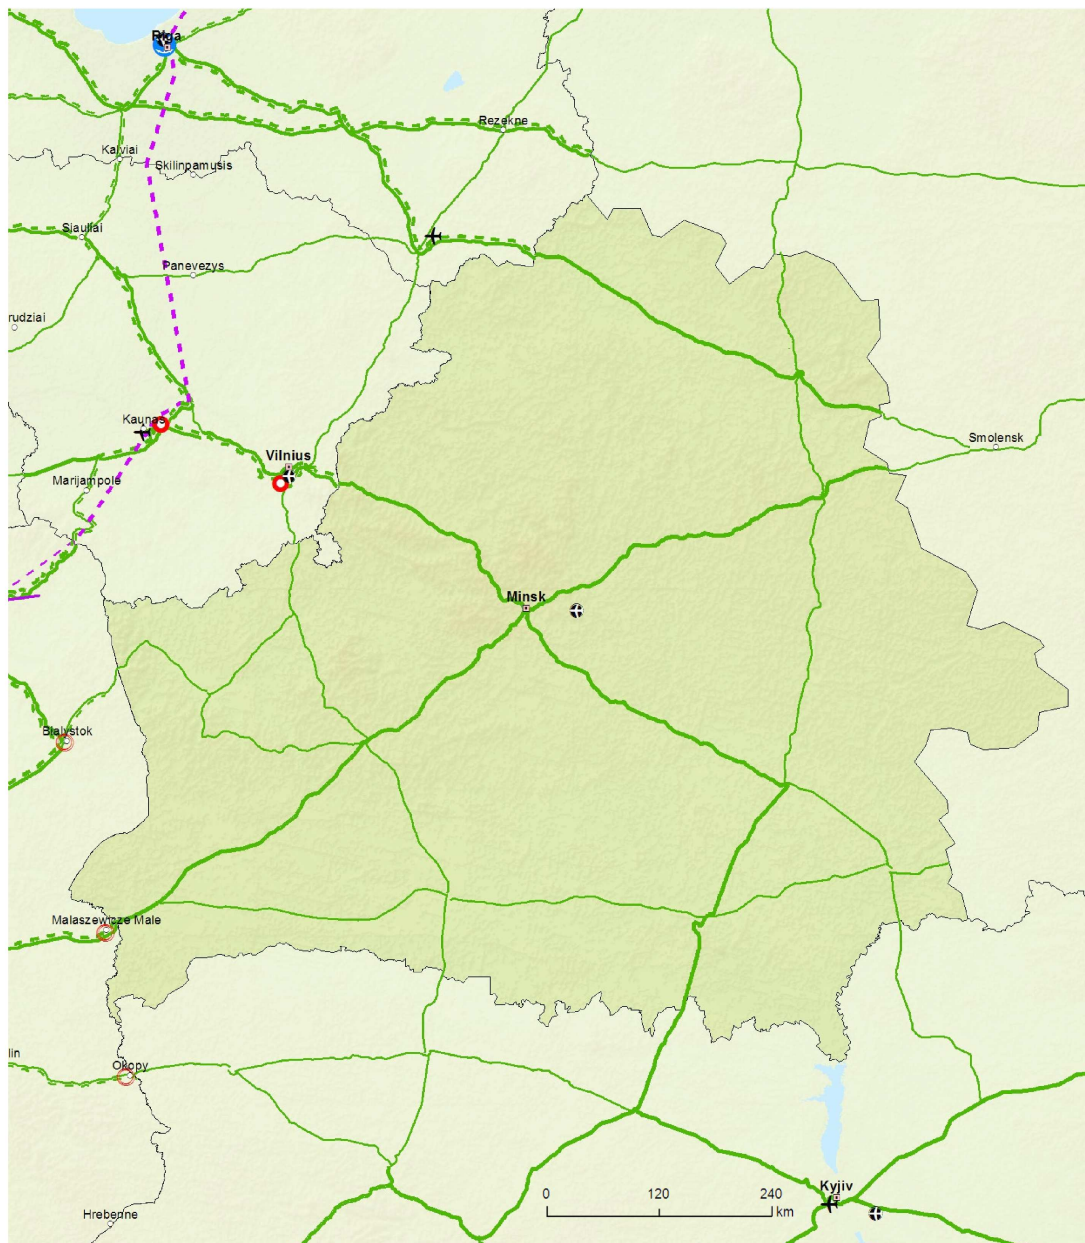 Riga
Rezekne
Kalviai
Skilinpamusis
Siauliai
Panevezys
rudziai
Kaunas
Smolensk
Vilnius
Marijampole
Minsk
Bialystok
Malaszewicze Male
lin
Okopy
Kyjiv
0 120 240
km
Hrebenne